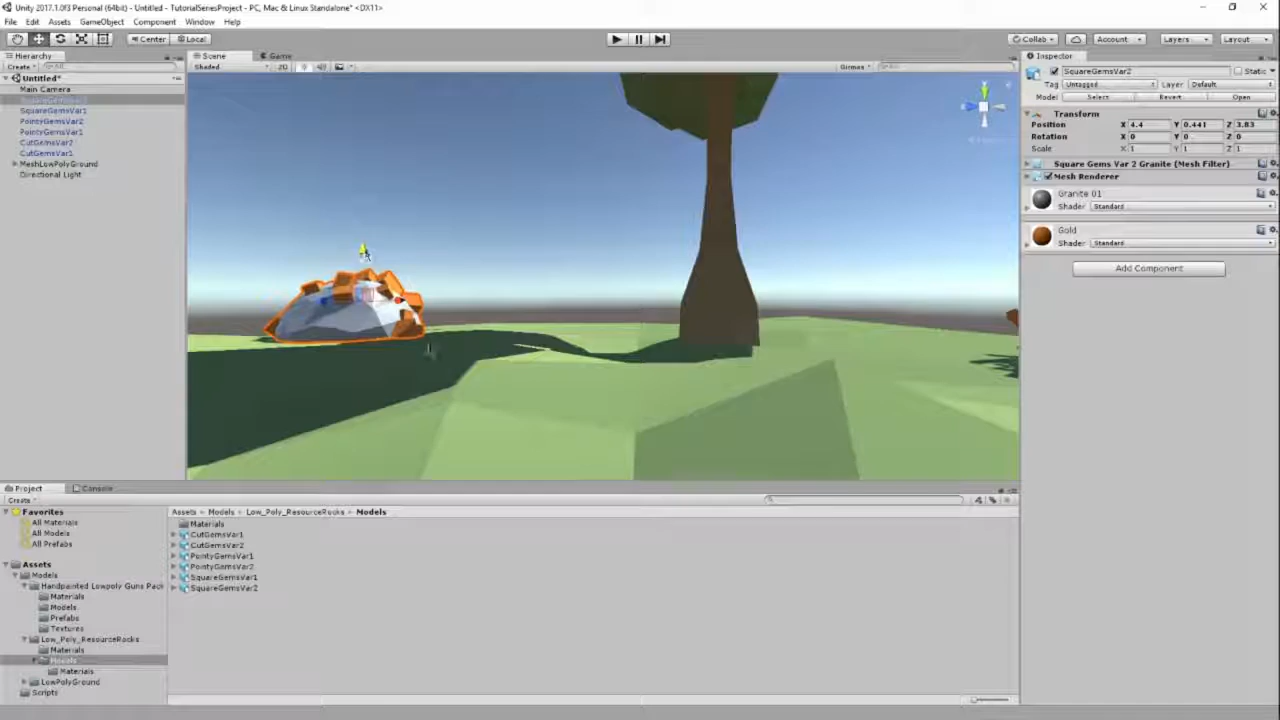 Unity 2017.1.0f3 Personal (64bit) - Untitled - TutorialSeriesProject - PC, Mac & Linux Standalone* <DX11>
File Edit Assets GameObject Component Window Help
Center Local Collab Account Layers Layout
Hierarchy Scene Game Inspector
Create All Shaded 2D Gizmos All
SquareGemsVar2 Static
Untitled*
Tag Untagged Layer Default
Main Camera
Model Select Revert Open
SquareGemsVar1
Transform
PointyGemsVar2
Position X 4.4 Y 0.441 Z 3.83
PointyGemsVar1
Rotation X 0 Y 0 Z 0
CutGemsVar2
Scale X 1 Y 1 Z 1
CutGemsVar1
MeshLowPolyGround
Square Gems Var 2 Granite (Mesh Filter)
Directional Light
Mesh Renderer
Granite 01
Shader Standard
Gold
Shader Standard
Add Component
Project Console
Create
Favorites
All Materials
All Models
All Prefabs
Assets
Models
Handpainted Lowpoly Guns Pack
Materials
Models
Prefabs
Textures
Low_Poly_ResourceRocks
Materials
Models
Materials
LowPolyGround
Scripts
Assets Models Low_Poly_ResourceRocks Models
Materials
CutGemsVar1
CutGemsVar2
PointyGemsVar1
PointyGemsVar2
SquareGemsVar1
SquareGemsVar2